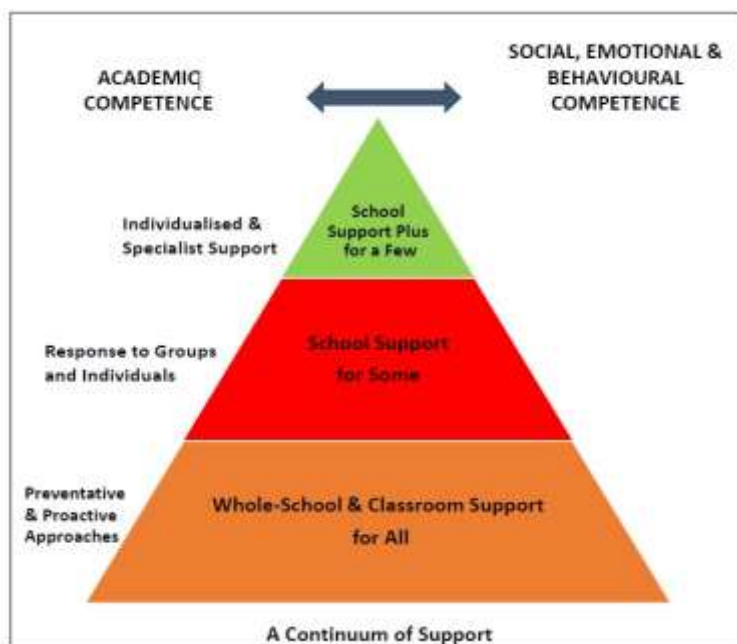 ACADEMIC
COMPETENCE
SOCIAL, EMOTIONAL &
BEHAVIOURAL
COMPETENCE
Individualised &
Specialist Support
School
Support Plus
for a Few
Response to Groups
and Individuals
School Support
for Some
Preventative
& Proactive
Approaches
Whole-School & Classroom Support
for All
A Continuum of Support